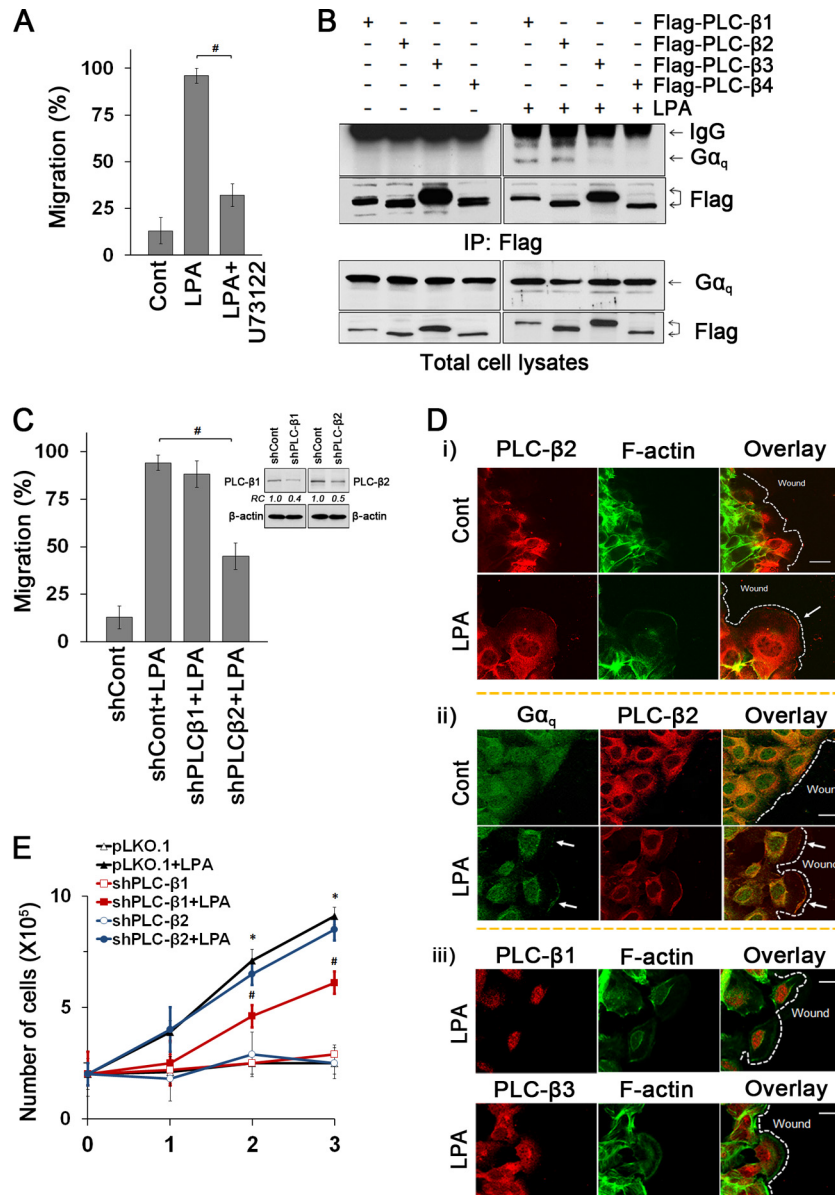 A
Migration (%)
100
75
50
25
0
#
Cont
LPA
LPA+
U73122
B
+ - - - + - - - Flag-PLC-β1
- + - - - + - - Flag-PLC-β2
- - + - - - + - Flag-PLC-β3
- - - + - - - + Flag-PLC-β4
- - - - + + + + LPA
← IgG
← Gαq
Flag
IP: Flag
← Gαq
Flag
Total cell lysates
C
Migration (%)
100
75
50
25
0
#
shCont
shCont+LPA
shPLCβ1+LPA
shPLCβ2+LPA
shCont
shPLC-β1
shCont
shPLC-β2
PLC-β1
PLC-β2
RC 1.0 0.4 1.0 0.5
β-actin
β-actin
D
i)
PLC-β2 F-actin Overlay
Cont
Wound
LPA
Wound
ii)
Gαq PLC-β2 Overlay
Cont
Woun
LPA
Wound
iii)
PLC-β1 F-actin Overlay
LPA
Wound
PLC-β3 F-actin Overlay
LPA
Wound
E
pLKO.1
pLKO.1+LPA
shPLC-β1
shPLC-β1+LPA
shPLC-β2
shPLC-β2+LPA
Number of cells (X10⁵)
10
5
0
* *
# #
0 1 2 3